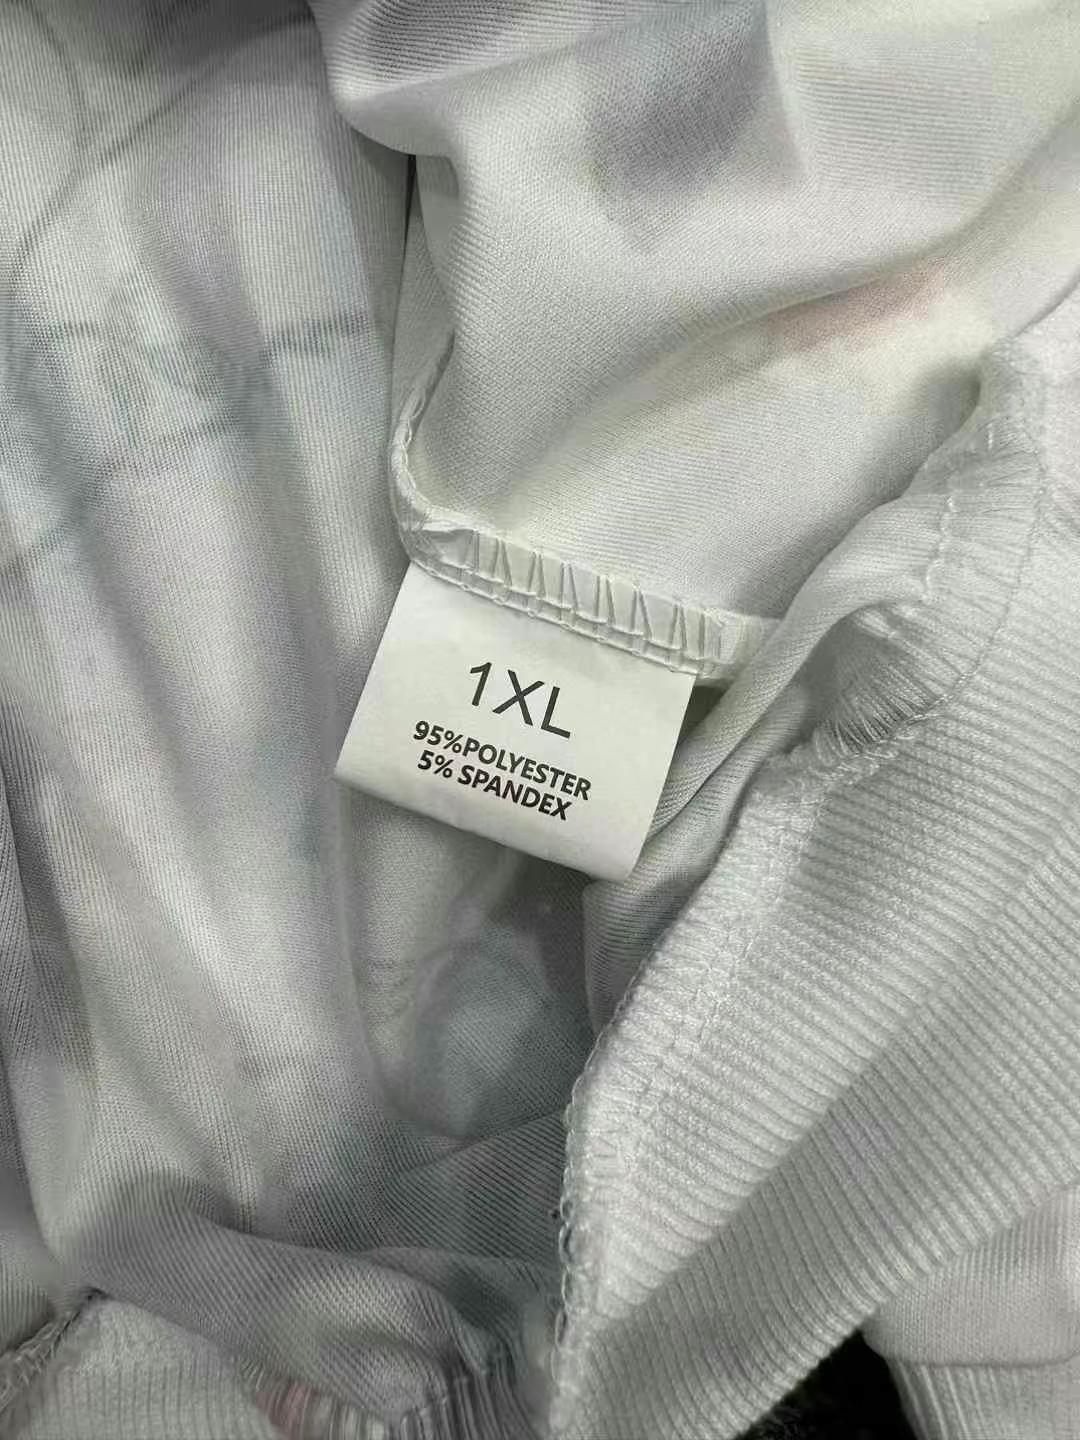 1XL
95%POLYESTER
5% SPANDEX